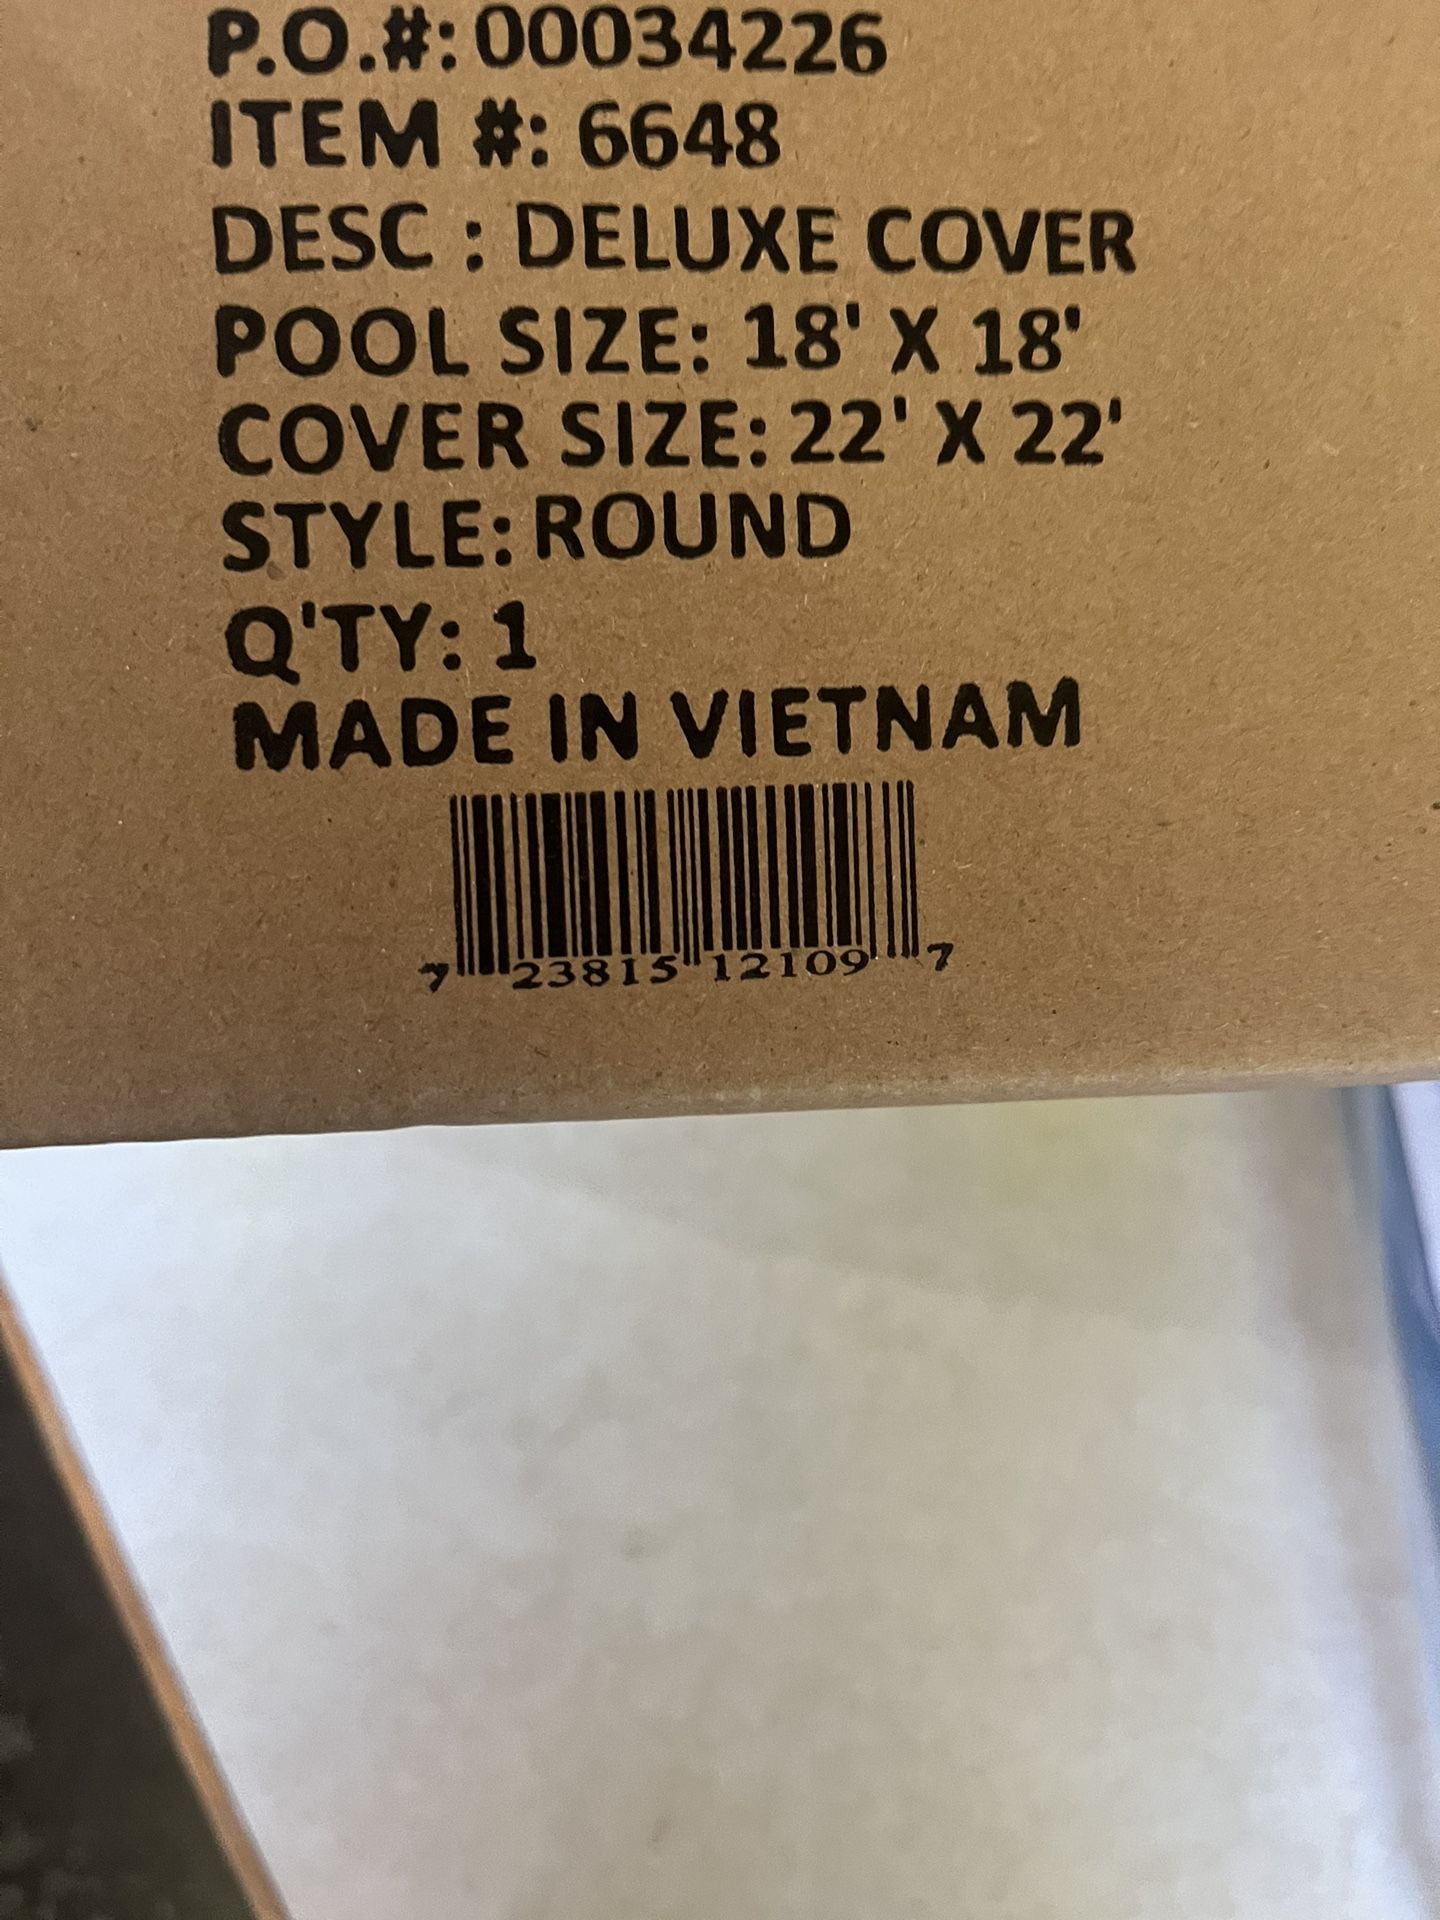 P.O.#: 00034226
ITEM #: 6648
DESC : DELUXE COVER
POOL SIZE: 18' X 18'
COVER SIZE: 22' X 22'
STYLE: ROUND
Q'TY: 1
MADE IN VIETNAM
7 23815 12109 7